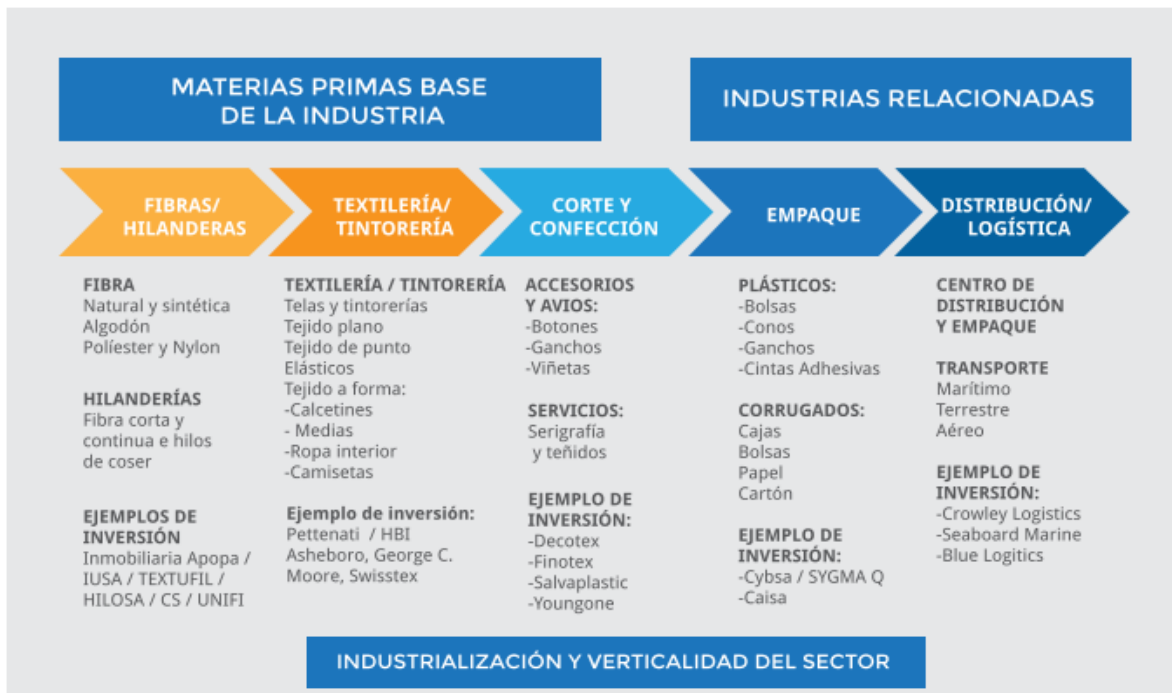 MATERIAS PRIMAS BASE
DE LA INDUSTRIA
INDUSTRIAS RELACIONADAS
FIBRAS/
HILANDERAS
TEXTILERÍA/
TINTORERÍA
CORTE Y
CONFECCIÓN
EMPAQUE
DISTRIBUCIÓN/
LOGÍSTICA
FIBRA
Natural y sintética
Algodón
Políester y Nylon
HILANDERÍAS
Fibra corta y
continua e hilos
de coser
EJEMPLOS DE
INVERSIÓN
Inmobiliaria Apopa /
IUSA / TEXTUFIL /
HILOSA / CS / UNIFI
TEXTILERÍA / TINTORERÍA
Telas y tintorerías
Tejido plano
Tejido de punto
Elásticos
Tejido a forma:
-Calcetines
- Medias
-Ropa interior
-Camisetas
Ejemplo de inversión:
Pettenati / HBI
Asheboro, George C.
Moore, Swisstex
ACCESORIOS
Y AVIOS:
-Botones
-Ganchos
-Viñetas
SERVICIOS:
Serigrafía
y teñidos
EJEMPLO DE
INVERSIÓN:
-Decotex
-Finotex
-Salvaplastic
-Youngone
PLÁSTICOS:
-Bolsas
-Conos
-Ganchos
-Cintas Adhesivas
CORRUGADOS:
Cajas
Bolsas
Papel
Cartón
EJEMPLO DE
INVERSIÓN:
-Cybsa / SYGMA Q
-Caisa
CENTRO DE
DISTRIBUCIÓN
Y EMPAQUE
TRANSPORTE
Marítimo
Terrestre
Aéreo
EJEMPLO DE
INVERSIÓN:
-Crowley Logistics
-Seaboard Marine
-Blue Logitics
INDUSTRIALIZACIÓN Y VERTICALIDAD DEL SECTOR